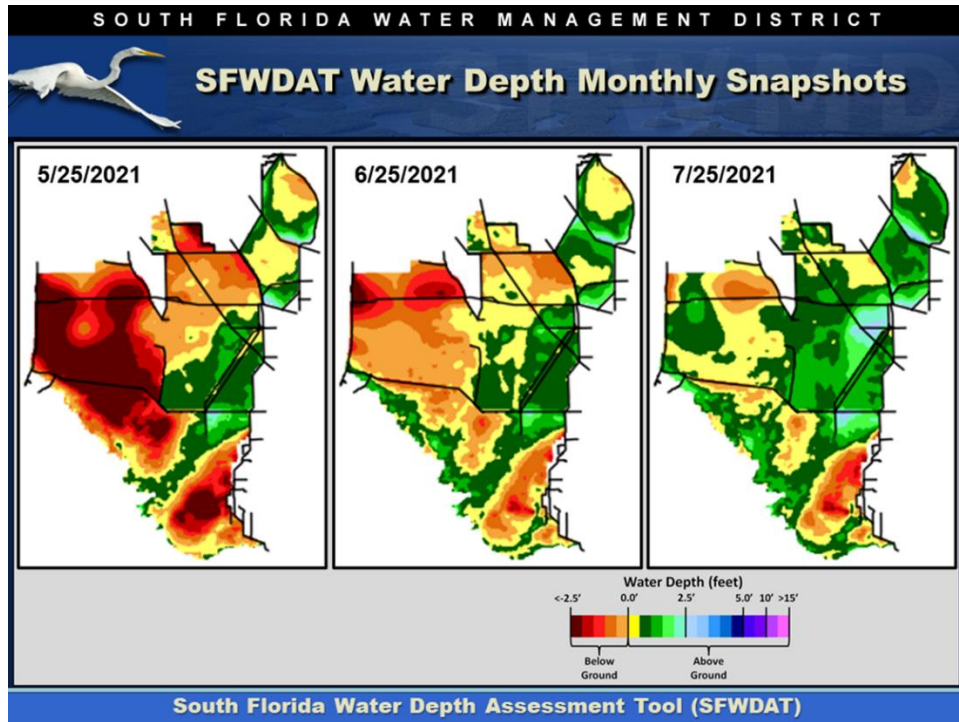 SOUTH FLORIDA WATER MANAGEMENT DISTRICT
SFWDAT Water Depth Monthly Snapshots
5/25/2021
6/25/2021
7/25/2021
Water Depth (feet)
<-2.5' 0.0' 2.5' 5.0' 10' >15'
Below Ground
Above Ground
South Florida Water Depth Assessment Tool (SFWDAT)